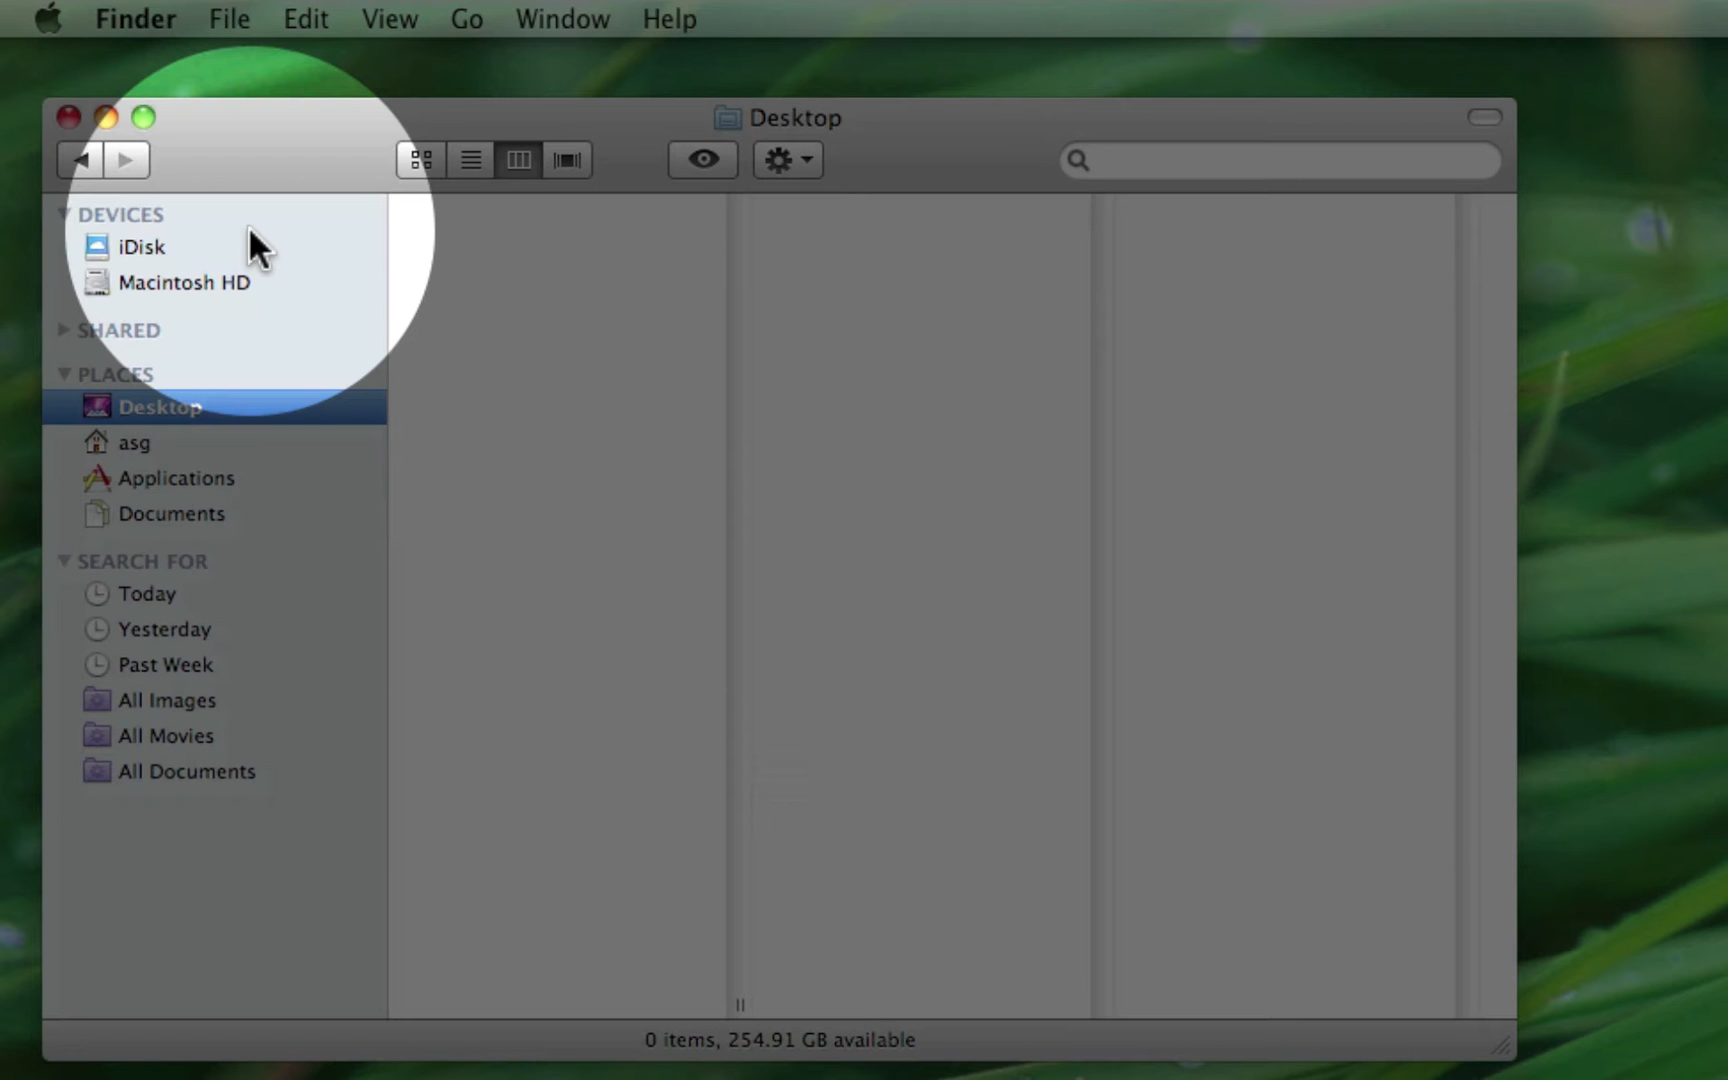 Finder File Edit View Go Window Help
Desktop
DEVICES
iDisk
Macintosh HD
SHARED
PLACES
Desktop
asg
Applications
Documents
SEARCH FOR
Today
Yesterday
Past Week
All Images
All Movies
All Documents
0 items, 254.91 GB available